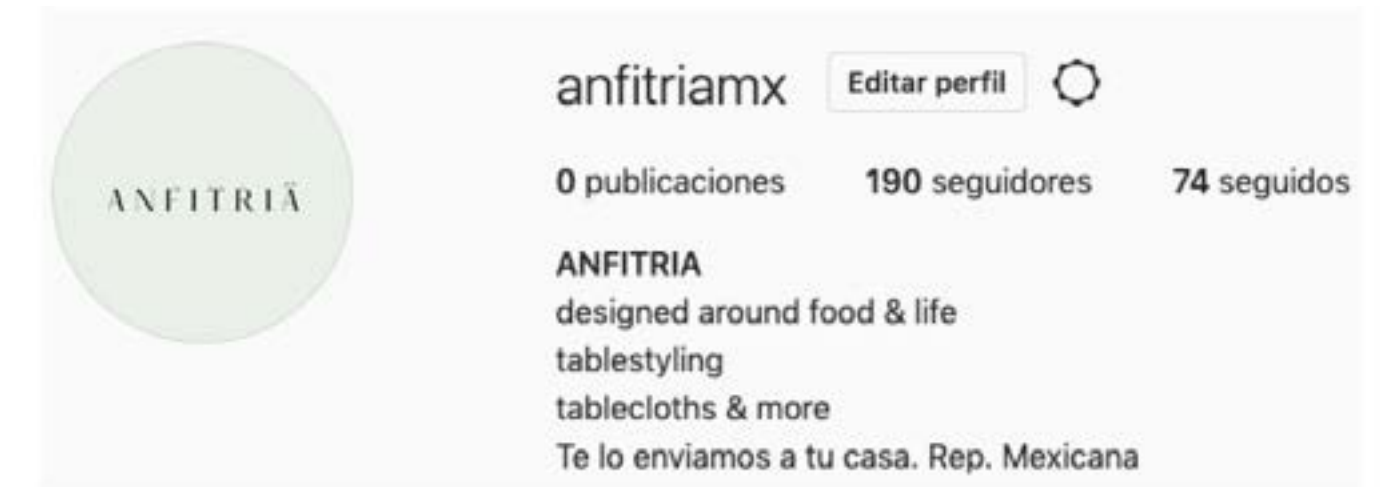 ANFITRIÄ
anfitriamx Editar perfil
0 publicaciones 190 seguidores 74 seguidos
ANFITRIA
designed around food & life
tablestyling
tablecloths & more
Te lo enviamos a tu casa. Rep. Mexicana